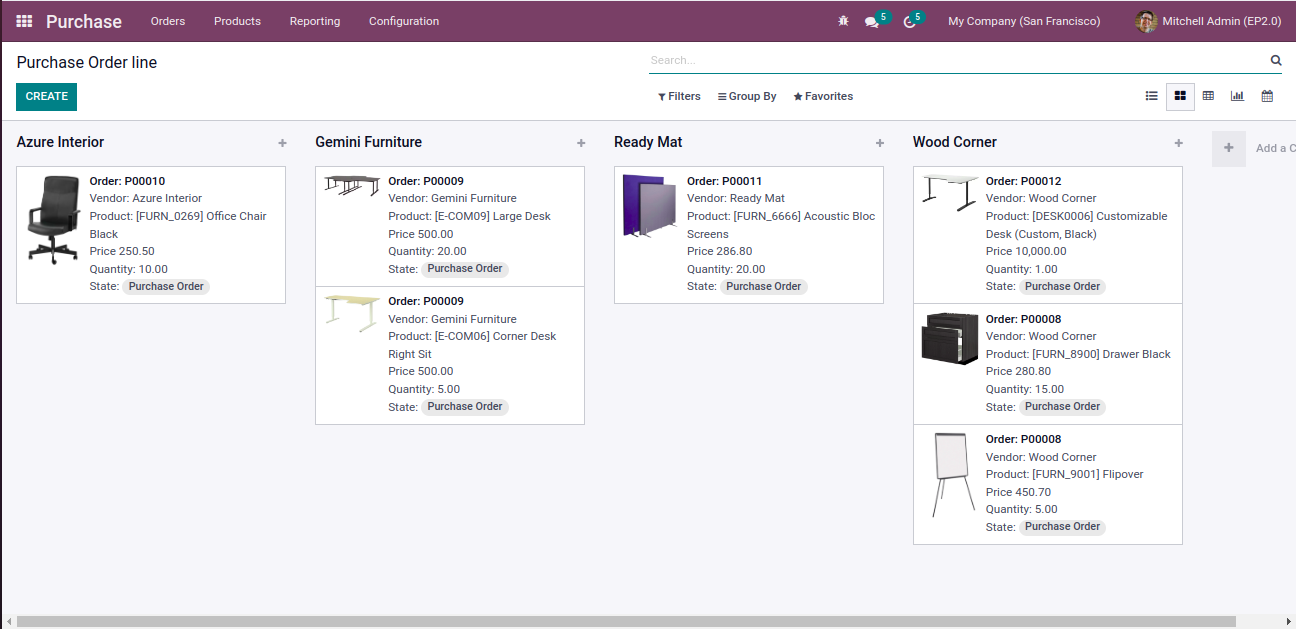 Purchase Orders Products Reporting Configuration 5 5 My Company (San Francisco) Mitchell Admin (EP2.0)
Purchase Order line
Search...
CREATE
Filters Group By Favorites
Azure Interior
Order: P00010
Vendor: Azure Interior
Product: [FURN_0269] Office Chair
Black
Price 250.50
Quantity: 10.00
State: Purchase Order
Gemini Furniture
Order: P00009
Vendor: Gemini Furniture
Product: [E-COM09] Large Desk
Price 500.00
Quantity: 20.00
State: Purchase Order
Order: P00009
Vendor: Gemini Furniture
Product: [E-COM06] Corner Desk
Right Sit
Price 500.00
Quantity: 5.00
State: Purchase Order
Ready Mat
Order: P00011
Vendor: Ready Mat
Product: [FURN_6666] Acoustic Bloc
Screens
Price 286.80
Quantity: 20.00
State: Purchase Order
Wood Corner
Order: P00012
Vendor: Wood Corner
Product: [DESK0006] Customizable
Desk (Custom, Black)
Price 10,000.00
Quantity: 1.00
State: Purchase Order
Order: P00008
Vendor: Wood Corner
Product: [FURN_8900] Drawer Black
Price 280.80
Quantity: 15.00
State: Purchase Order
Order: P00008
Vendor: Wood Corner
Product: [FURN_9001] Flipover
Price 450.70
Quantity: 5.00
State: Purchase Order
Add a C